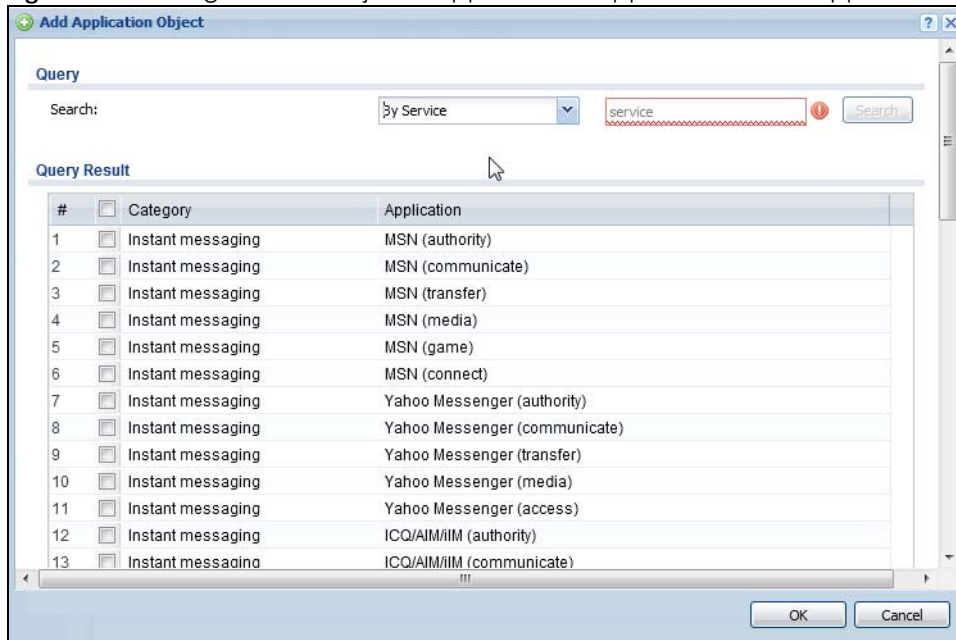 Add Application Object
Query
Search:
By Service
service
Search
Query Result
# Category Application
1 Instant messaging MSN (authority)
2 Instant messaging MSN (communicate)
3 Instant messaging MSN (transfer)
4 Instant messaging MSN (media)
5 Instant messaging MSN (game)
6 Instant messaging MSN (connect)
7 Instant messaging Yahoo Messenger (authority)
8 Instant messaging Yahoo Messenger (communicate)
9 Instant messaging Yahoo Messenger (transfer)
10 Instant messaging Yahoo Messenger (media)
11 Instant messaging Yahoo Messenger (access)
12 Instant messaging ICQ/AIM/iIM (authority)
13 Instant messaging ICQ/AIM/iIM (communicate)
OK Cancel